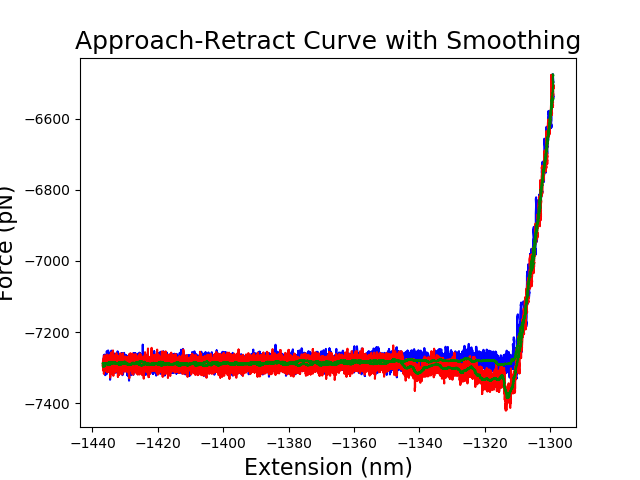 Approach-Retract Curve with Smoothing
Force (pN)
−6600
−6800
−7000
−7200
−7400
−1440 −1420 −1400 −1380 −1360 −1340 −1320 −1300
Extension (nm)